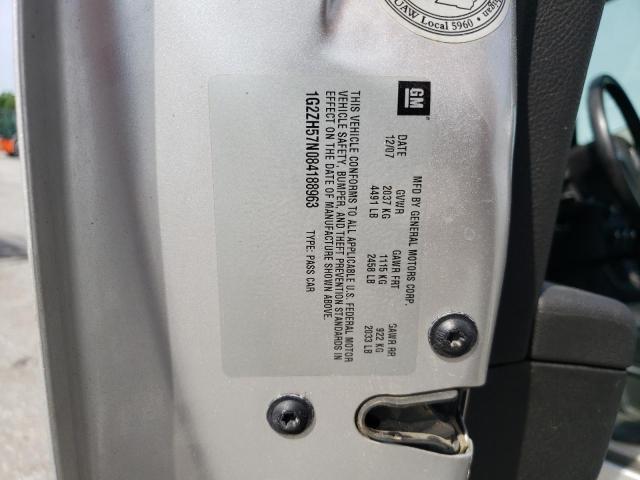 UAW Local 5960
GM
MFD BY GENERAL MOTORS CORP.
DATE GVWR GAWR FRT GAWR RR
12/07 2037 KG 1115 KG 922 KG
4491 LB 2458 LB 2033 LB
THIS VEHICLE CONFORMS TO ALL APPLICABLE U.S. FEDERAL MOTOR
VEHICLE SAFETY, BUMPER, AND THEFT PREVENTION STANDARDS IN
EFFECT ON THE DATE OF MANUFACTURE SHOWN ABOVE.
1G2ZH57N084188963 TYPE: PASS CAR